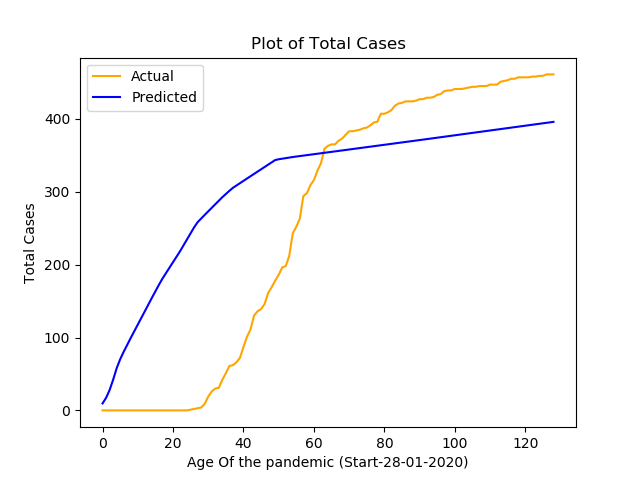 Plot of Total Cases
Actual
Predicted
Total Cases
400
300
200
100
0
0 20 40 60 80 100 120
Age Of the pandemic (Start-28-01-2020)